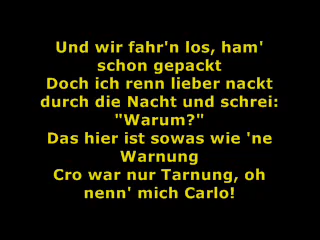 Und wir fahr'n los, ham'
schon gepackt
Doch ich renn lieber nackt
durch die Nacht und schrei:
"Warum?"
Das hier ist sowas wie 'ne
Warnung
Cro war nur Tarnung, oh
nenn' mich Carlo!